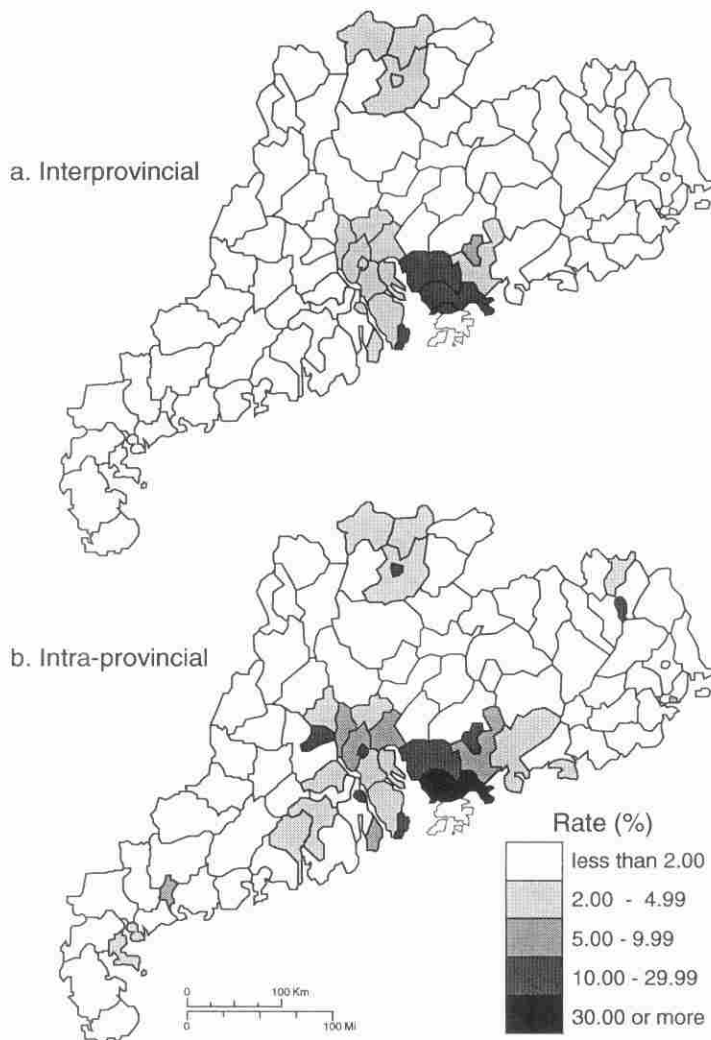 a. Interprovincial
b. Intra-provincial
Rate (%)
less than 2.00
2.00 - 4.99
5.00 - 9.99
10.00 - 29.99
30.00 or more
0 100 Km
0 100 Mi